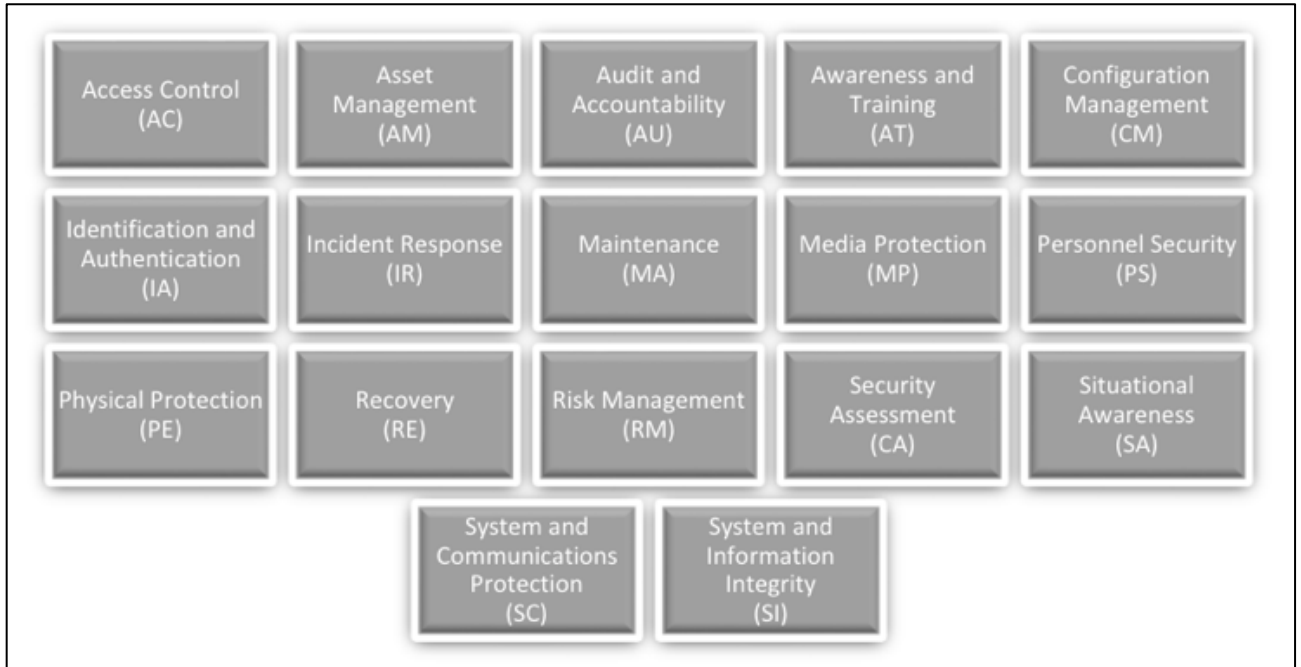 Access Control
(AC)
Asset
Management
(AM)
Audit and
Accountability
(AU)
Awareness and
Training
(AT)
Configuration
Management
(CM)
Identification and
Authentication
(IA)
Incident Response
(IR)
Maintenance
(MA)
Media Protection
(MP)
Personnel Security
(PS)
Physical Protection
(PE)
Recovery
(RE)
Risk Management
(RM)
Security
Assessment
(CA)
Situational
Awareness
(SA)
System and
Communications
Protection
(SC)
System and
Information
Integrity
(SI)